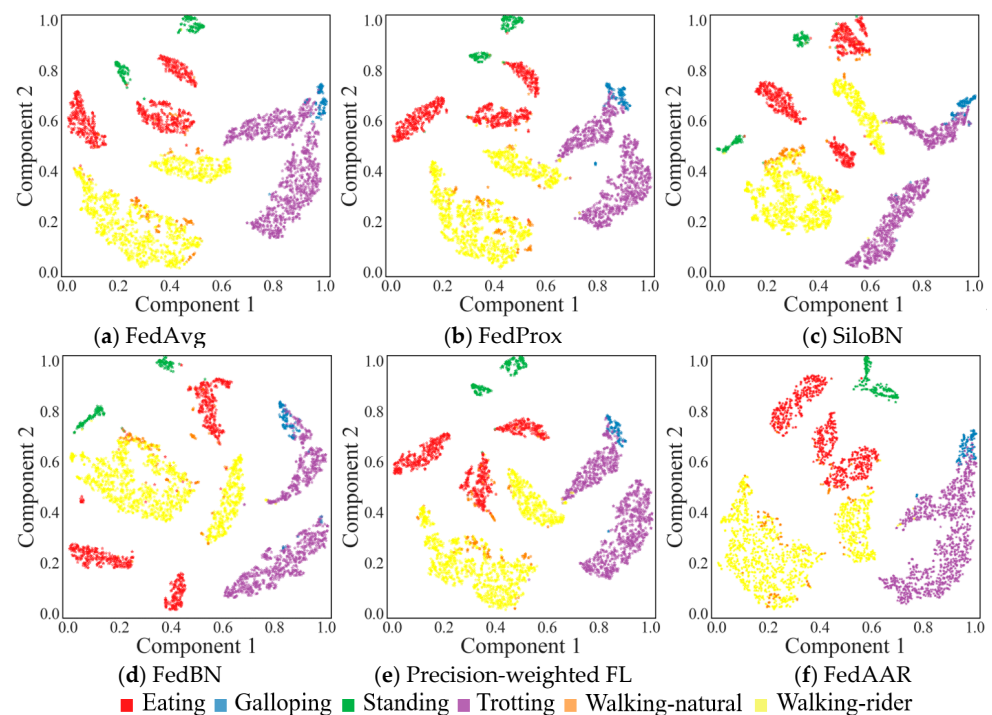 1.0
0.8
0.6
0.4
0.2
0.0
Component 2
0.0 0.2 0.4 0.6 0.8 1.0
Component 1
(a) FedAvg
1.0
0.8
0.6
0.4
0.2
0.0
Component 2
0.0 0.2 0.4 0.6 0.8 1.0
Component 1
(b) FedProx
1.0
0.8
0.6
0.4
0.2
0.0
Component 2
0.0 0.2 0.4 0.6 0.8 1.0
Component 1
(c) SiloBN
1.0
0.8
0.6
0.4
0.2
0.0
Component 2
0.0 0.2 0.4 0.6 0.8 1.0
Component 1
(d) FedBN
1.0
0.8
0.6
0.4
0.2
0.0
Component 2
0.0 0.2 0.4 0.6 0.8 1.0
Component 1
(e) Precision-weighted FL
1.0
0.8
0.6
0.4
0.2
0.0
Component 2
0.0 0.2 0.4 0.6 0.8 1.0
Component 1
(f) FedAAR
Eating Galloping Standing Trotting Walking-natural Walking-rider